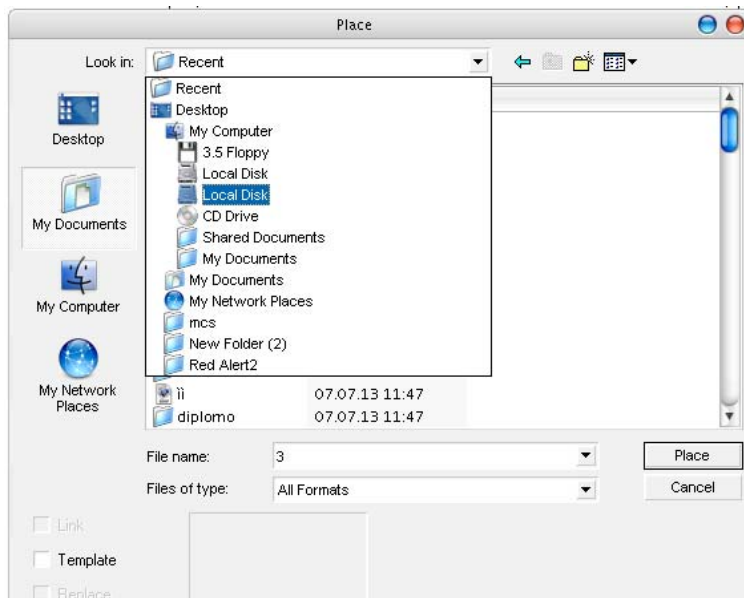 Place
Look in: Recent
Recent
Desktop
My Computer
3.5 Floppy
Local Disk
Local Disk
CD Drive
Shared Documents
My Documents
My Documents
My Network Places
mcs
New Folder (2)
Red Alert2
Desktop
My Documents
My Computer
My Network
Places
ìì 07.07.13 11:47
diplomo 07.07.13 11:47
File name: 3 Place
Files of type: All Formats Cancel
Link
Template
Replace